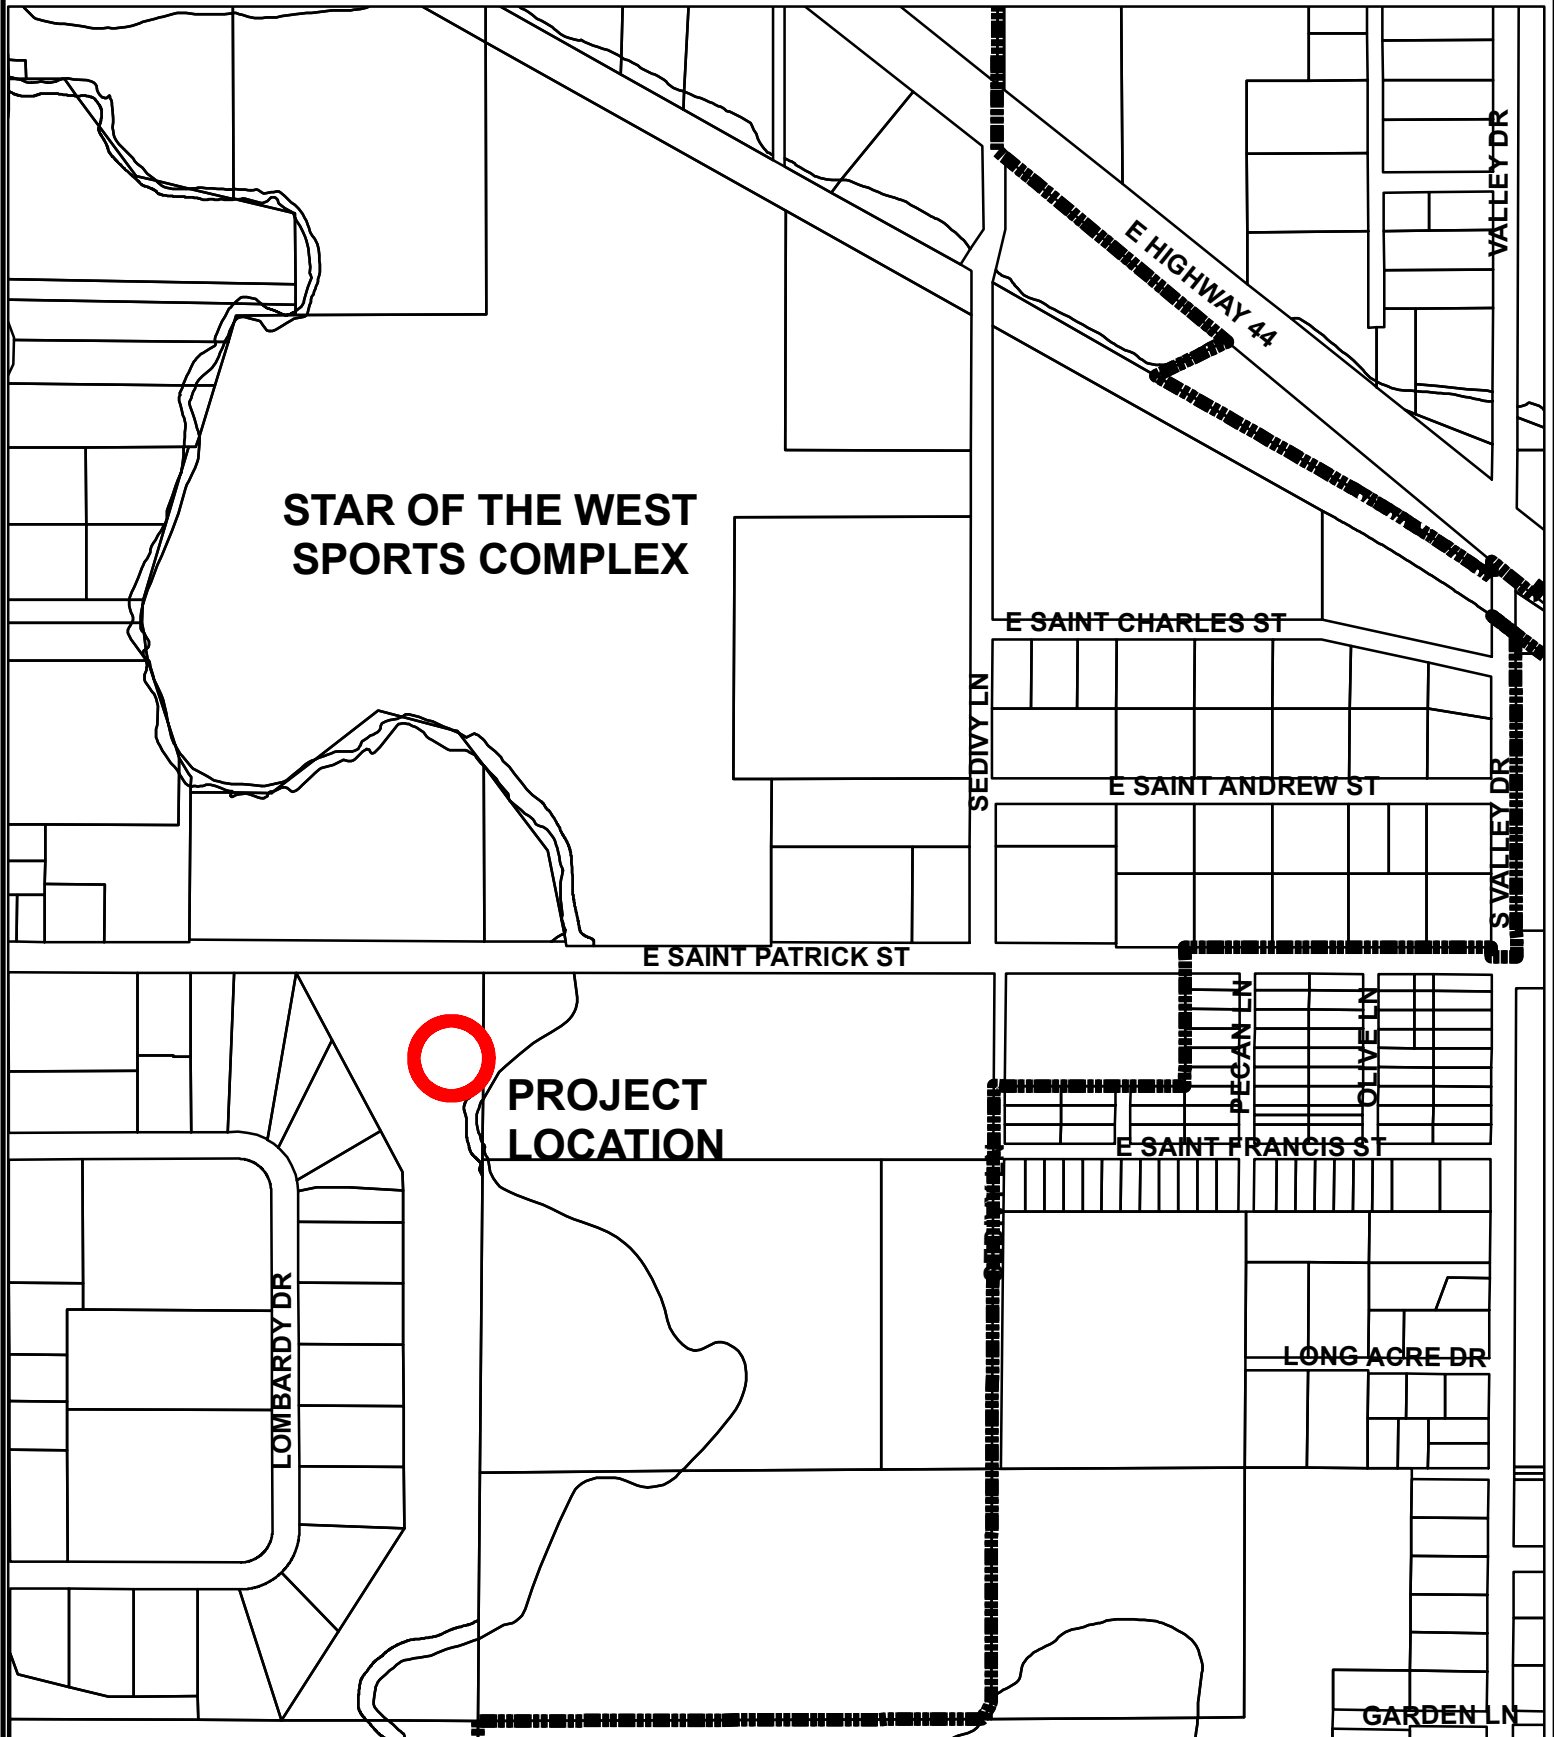 VALLEY DR
E HIGHWAY 44
STAR OF THE WEST
SPORTS COMPLEX
E SAINT CHARLES ST
SEDIVY LN
E SAINT ANDREW ST
S VALLEY DR
E SAINT PATRICK ST
PECAN LN
OLIVE LN
PROJECT
LOCATION
E SAINT FRANCIS ST
LOMBARDY DR
LONG ACRE DR
GARDEN LN